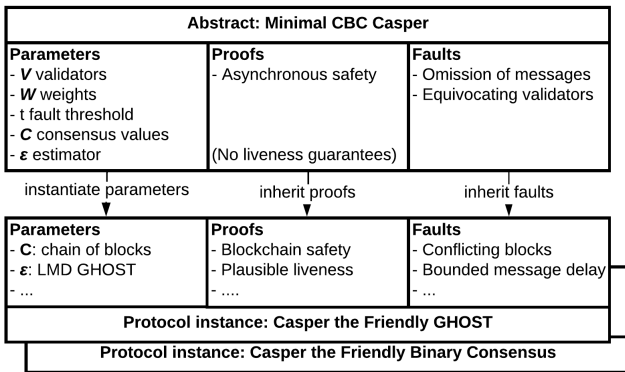 Abstract: Minimal CBC Casper
Parameters
- V validators
- W weights
- t fault threshold
- C consensus values
- ε estimator
Proofs
- Asynchronous safety
(No liveness guarantees)
Faults
- Omission of messages
- Equivocating validators
instantiate parameters
inherit proofs
inherit faults
Parameters
- C: chain of blocks
- ε: LMD GHOST
- ...
Proofs
- Blockchain safety
- Plausible liveness
- ....
Faults
- Conflicting blocks
- Bounded message delay
- ...
Protocol instance: Casper the Friendly GHOST
Protocol instance: Casper the Friendly Binary Consensus